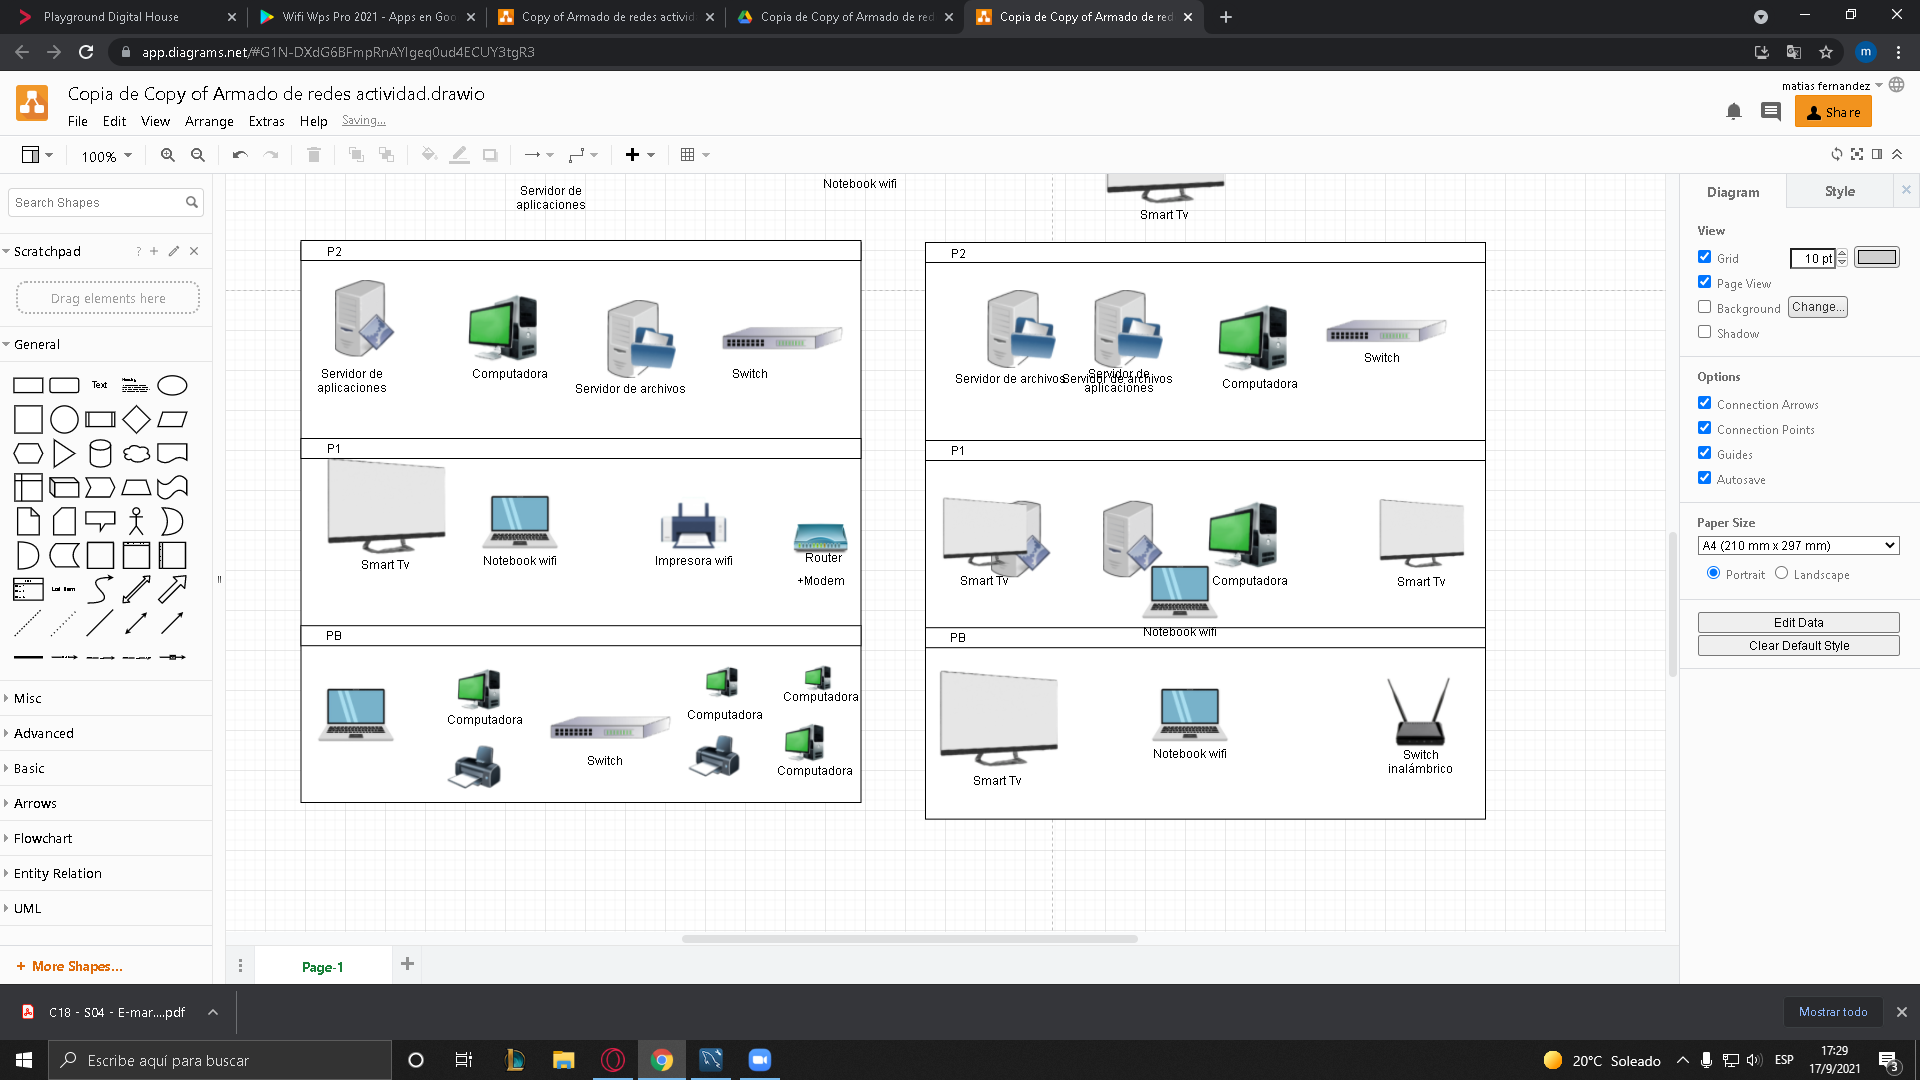 Playground Digital House
Wifi Wps Pro 2021 - Apps en Goo
Copy of Armado de redes activid
Copia de Copy of Armado de red
Copia de Copy of Armado de red
app.diagrams.net/#G1N-DXdG6BFmpRnAYIgeq0ud4ECUY3tgR3
m
Copia de Copy of Armado de redes actividad.drawio
matias fernandez
File Edit View Arrange Extras Help Saving...
Share
100%
Search Shapes
Scratchpad
?
Drag elements here
General
Text
Heading
List Item
Misc
Advanced
Basic
Arrows
Flowchart
Entity Relation
UML
+ More Shapes...
Servidor de
aplicaciones
Notebook wifi
Smart Tv
P2
Servidor de
aplicaciones
Computadora
Servidor de archivos
Switch
P1
Smart Tv
Notebook wifi
Impresora wifi
Router
+Modem
PB
Computadora
Switch
Computadora
Computadora
Computadora
P2
Servidor de archivos
Servidor de archivos
Servidor de
aplicaciones
Computadora
Switch
P1
Smart Tv
Notebook wifi
Computadora
Smart Tv
PB
Smart Tv
Notebook wifi
Switch
inalámbrico
Page-1
Diagram
Style
View
Grid
10 pt
Page View
Background
Change...
Shadow
Options
Connection Arrows
Connection Points
Guides
Autosave
Paper Size
A4 (210 mm x 297 mm)
Portrait
Landscape
Edit Data
Clear Default Style
C18 - S04 - E-mar....pdf
Mostrar todo
Escribe aquí para buscar
20°C Soleado
ESP
17:29
17/9/2021
3